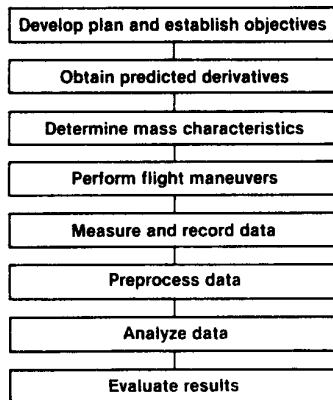 Develop plan and establish objectives
Obtain predicted derivatives
Determine mass characteristics
Perform flight maneuvers
Measure and record data
Preprocess data
Analyze data
Evaluate results